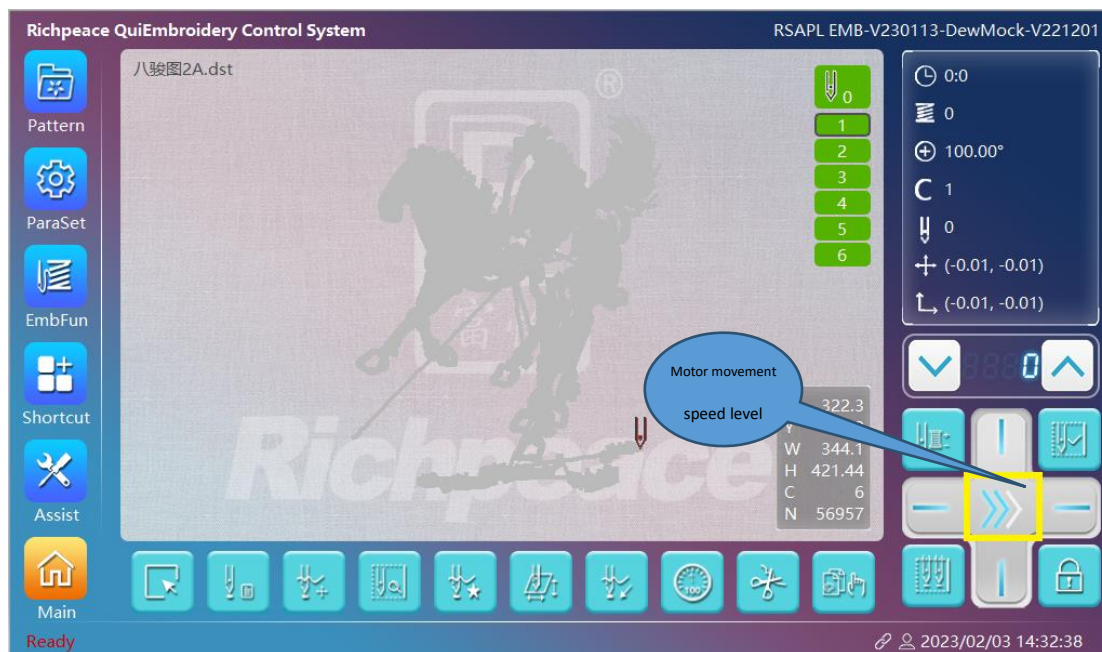 Richpeace QuiEmbroidery Control System
RSAPL EMB-V230113-DewMock-V221201
八骏图2A.dst
Pattern
ParaSet
EmbFun
Shortcut
Assist
Main
®
富
Richpeace
0
1
2
3
4
5
6
Motor movement
speed level
322.3
Y
W 344.1
H 421.44
C 6
N 56957
0:0
0
100.00°
C 1
0
(-0.01, -0.01)
(-0.01, -0.01)
0
100
Ready
2023/02/03 14:32:38